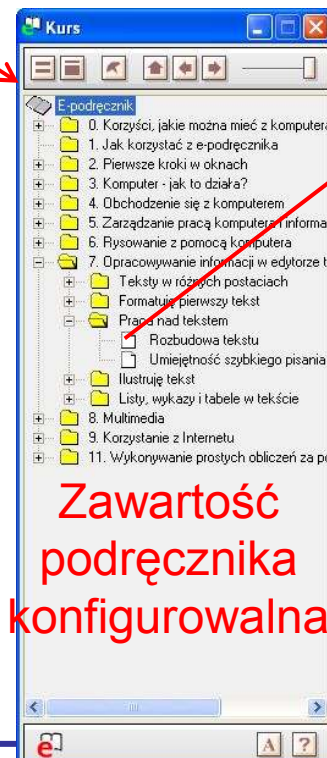 Kurs
E-podręcznik
0. Korzyści, jakie można mieć z komputera
1. Jak korzystać z e-podręcznika
2. Pierwsze kroki w oknach
3. Komputer - jak to działa?
4. Obchodzenie się z komputerem
5. Zarządzanie pracą komputera i informa
6. Rysowanie z pomocą komputera
7. Opracowywanie informacji w edytorze t
Teksty w różnych postaciach
Formatuję pierwszy tekst
Praca nad tekstem
Rozbudowa tekstu
Umiejętność szybkiego pisania
Ilustruję tekst
Listy, wykazy i tabele w tekście
8. Multimedia
9. Korzystanie z Internetu
11. Wykonywanie prostych obliczeń za po
Zawartość
podręcznika
konfigurowalna
e A ?